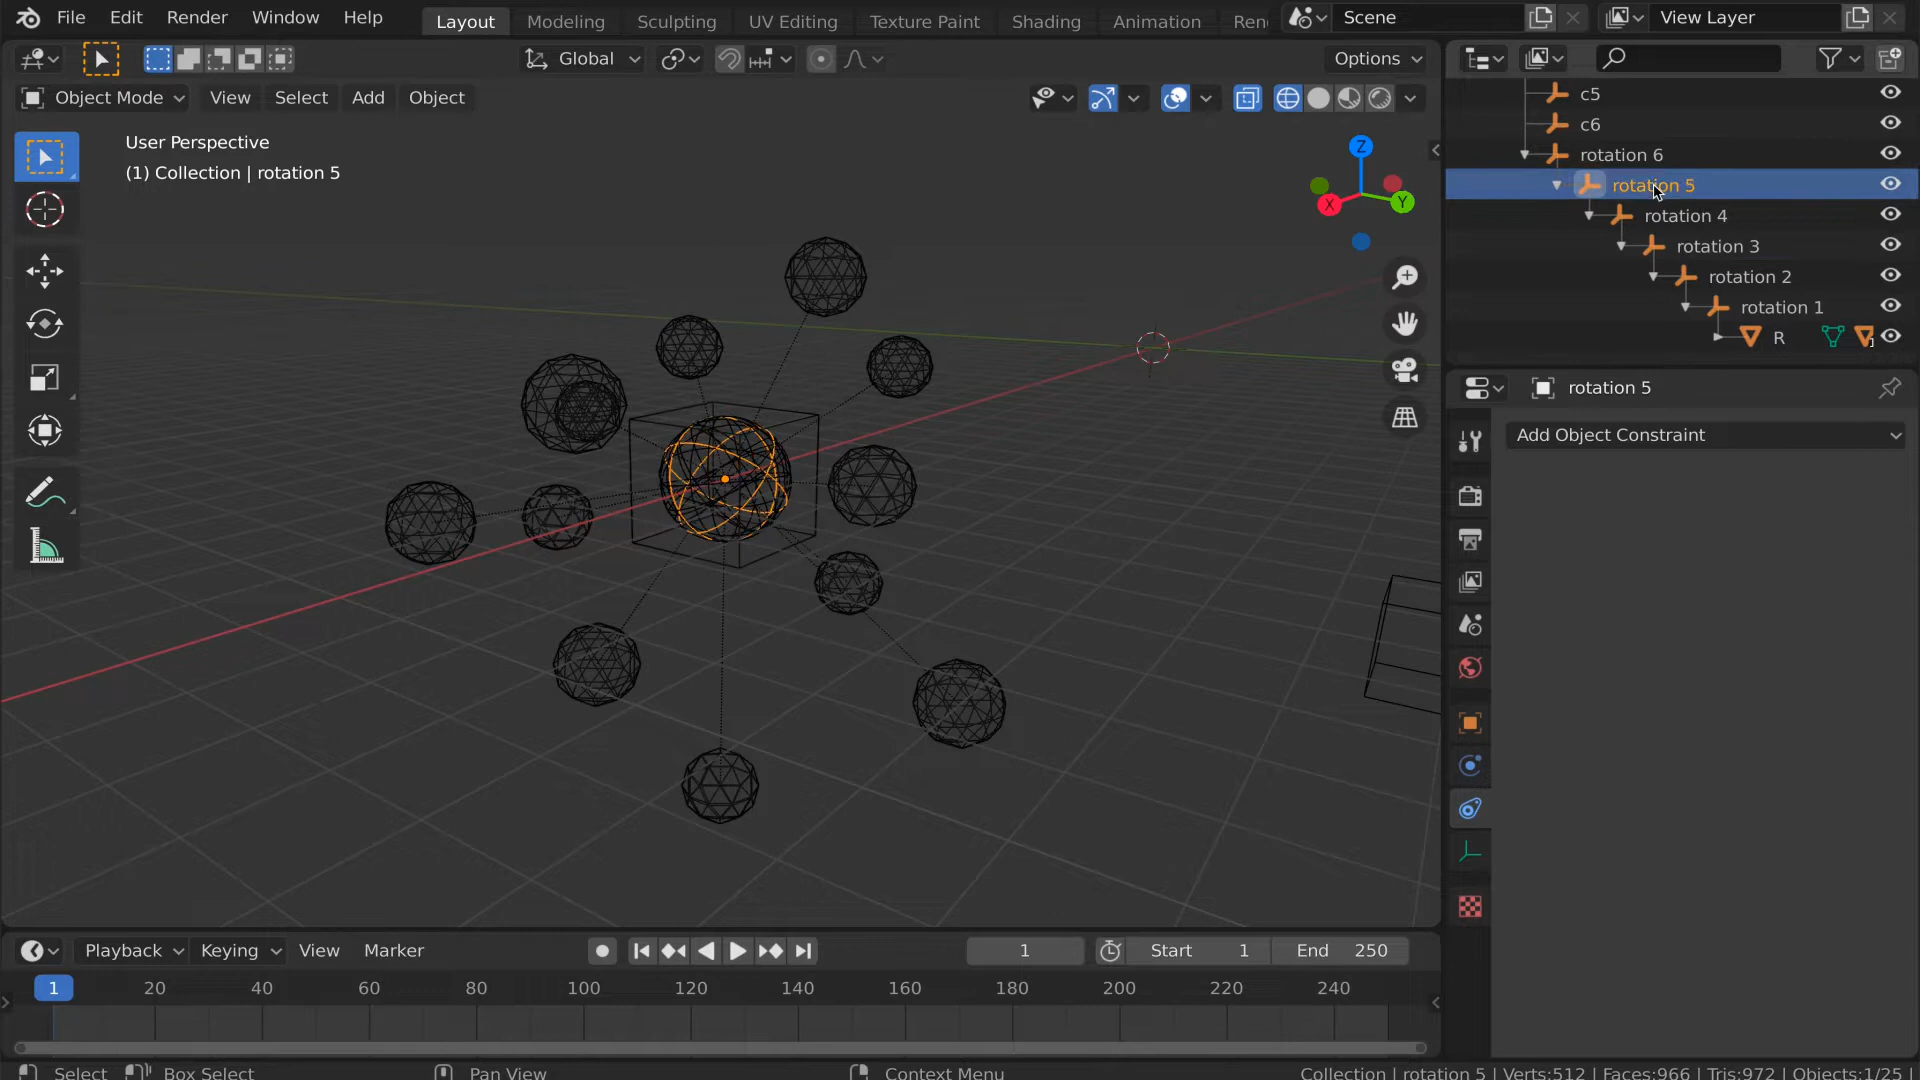 File Edit Render Window Help Layout Modeling Sculpting UV Editing Texture Paint Shading Animation Ren Scene View Layer
Global Options
Object Mode View Select Add Object
User Perspective
(1) Collection | rotation 5
Z
X
Y
c5
c6
rotation 6
rotation 5
rotation 4
rotation 3
rotation 2
rotation 1
R
rotation 5
Add Object Constraint
Playback Keying View Marker 1 Start 1 End 250
1 20 40 60 80 100 120 140 160 180 200 220 240
Select Box Select Pan View Context Menu Collection | rotation 5 | Verts:512 | Faces:966 | Tris:972 | Objects:1/25 |